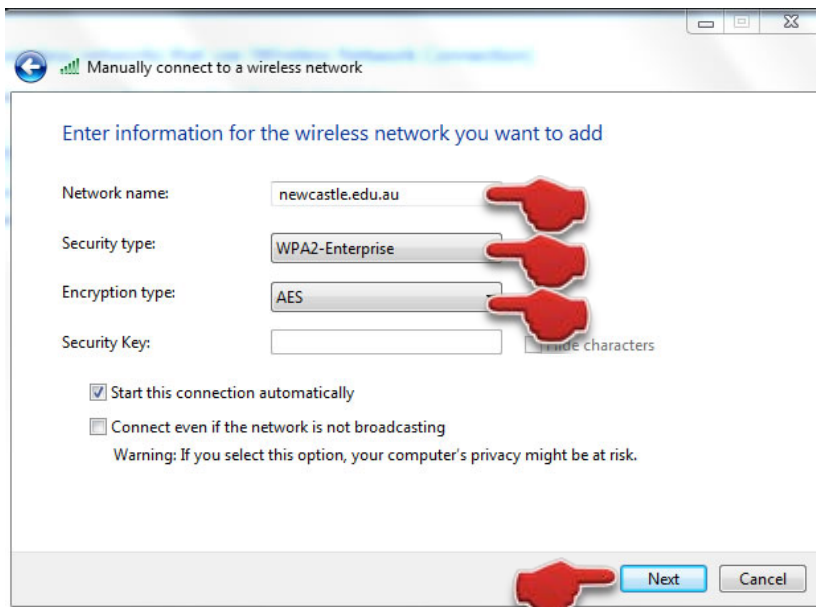 Manually connect to a wireless network
Enter information for the wireless network you want to add
Network name: newcastle.edu.au
Security type: WPA2-Enterprise
Encryption type: AES
Security Key:
Hide characters
Start this connection automatically
Connect even if the network is not broadcasting
Warning: If you select this option, your computer's privacy might be at risk.
Next Cancel